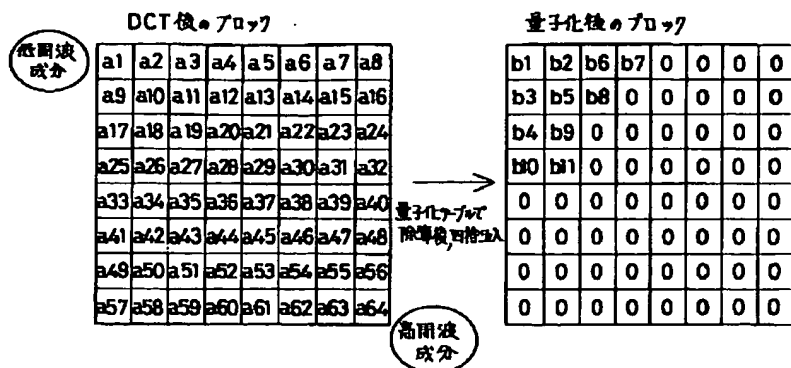 DCT後のブロック
量子化後のブロック
低周波
成分
a1 a2 a3 a4 a5 a6 a7 a8
a9 a10 a11 a12 a13 a14 a15 a16
a17 a18 a19 a20 a21 a22 a23 a24
a25 a26 a27 a28 a29 a30 a31 a32
a33 a34 a35 a36 a37 a38 a39 a40
a41 a42 a43 a44 a45 a46 a47 a48
a49 a50 a51 a52 a53 a54 a55 a56
a57 a58 a59 a60 a61 a62 a63 a64
量子化テーブルで
除算後,四捨五入
高周波
成分
b1 b2 b6 b7 0 0 0 0
b3 b5 b8 0 0 0 0 0
b4 b9 0 0 0 0 0 0
b10 b11 0 0 0 0 0 0
0 0 0 0 0 0 0 0
0 0 0 0 0 0 0 0
0 0 0 0 0 0 0 0
0 0 0 0 0 0 0 0